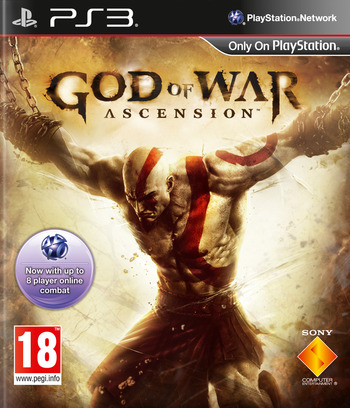 PS3
PlayStation®Network
Only On PlayStation®
GOD OF WAR
ASCENSION™
Now with up to
8 player online
combat
18
www.pegi.info
SONY
COMPUTER
ENTERTAINMENT